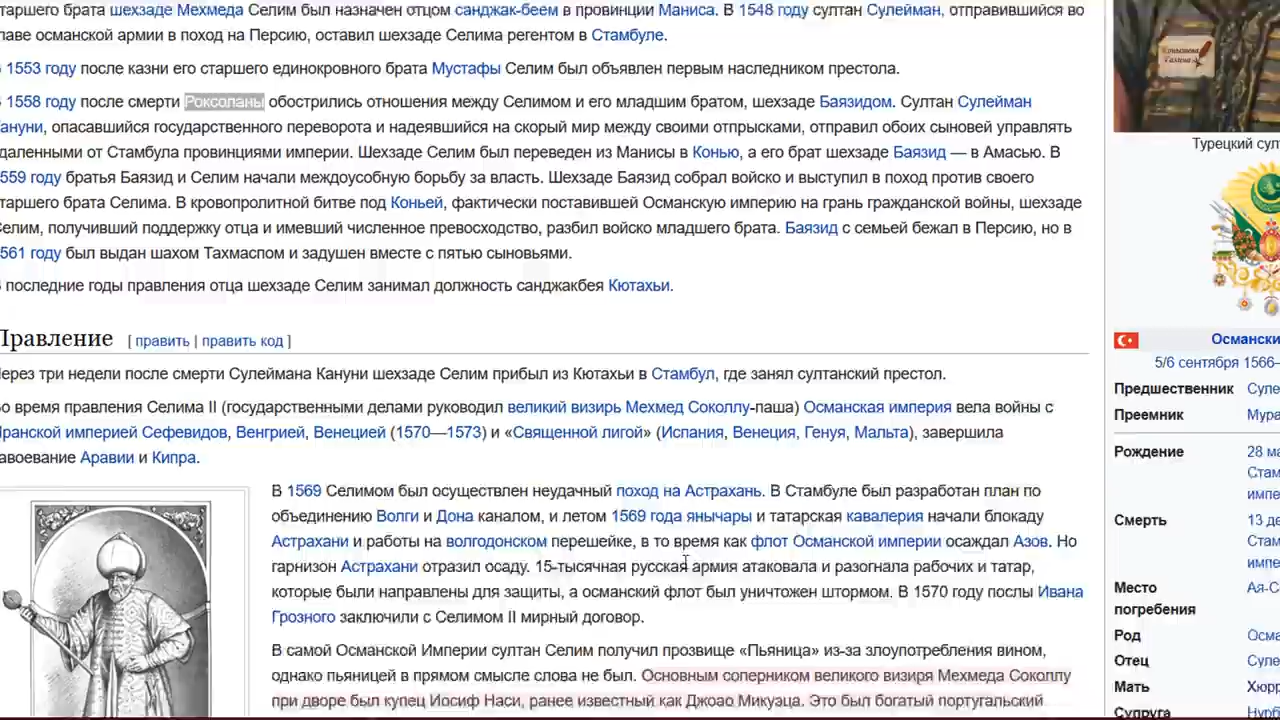 таршего брата шехзаде Мехмеда Селим был назначен отцом санджак-беем в провинции Маниса. В 1548 году султан Сулейман, отправившийся во
лаве османской армии в поход на Персию, оставил шехзаде Селима регентом в Стамбуле.
1553 году после казни его старшего единокровного брата Мустафы Селим был объявлен первым наследником престола.
1558 году после смерти Роксоланы обострились отношения между Селимом и его младшим братом, шехзаде Баязидом. Султан Сулейман
ануни, опасавшийся государственного переворота и надеявшийся на скорый мир между своими отпрысками, отправил обоих сыновей управлять
даленными от Стамбула провинциями империи. Шехзаде Селим был переведен из Манисы в Конью, а его брат шехзаде Баязид — в Амасью. В
559 году братья Баязид и Селим начали междоусобную борьбу за власть. Шехзаде Баязид собрал войско и выступил в поход против своего
таршего брата Селима. В кровопролитной битве под Коньей, фактически поставившей Османскую империю на грань гражданской войны, шехзаде
Селим, получивший поддержку отца и имевший численное превосходство, разбил войско младшего брата. Баязид с семьей бежал в Персию, но в
561 году был выдан шахом Тахмаспом и задушен вместе с пятью сыновьями.
последние годы правления отца шехзаде Селим занимал должность санджакбея Кютахьи.
Правление [ править | править код ]
Через три недели после смерти Сулеймана Кануни шехзаде Селим прибыл из Кютахьи в Стамбул, где занял султанский престол.
Во время правления Селима II (государственными делами руководил великий визирь Мехмед Соколлу-паша) Османская империя вела войны с
Иранской империей Сефевидов, Венгрией, Венецией (1570—1573) и «Священной лигой» (Испания, Венеция, Генуя, Мальта), завершила
завоевание Аравии и Кипра.
В 1569 Селимом был осуществлен неудачный поход на Астрахань. В Стамбуле был разработан план по
объединению Волги и Дона каналом, и летом 1569 года янычары и татарская кавалерия начали блокаду
Астрахани и работы на волгодонском перешейке, в то время как флот Османской империи осаждал Азов. Но
гарнизон Астрахани отразил осаду. 15-тысячная русская армия атаковала и разогнала рабочих и татар,
которые были направлены для защиты, а османский флот был уничтожен штормом. В 1570 году послы Ивана
Грозного заключили с Селимом II мирный договор.
В самой Османской Империи султан Селим получил прозвище «Пьяница» из-за злоупотребления вином,
однако пьяницей в прямом смысле слова не был. Основным соперником великого визиря Мехмеда Соколлу
при дворе был купец Иосиф Наси, ранее известный как Джоао Микуэца. Это был богатый португальский
Турецкий сул
Османски
5/6 сентября 1566—
Предшественник Суле
Преемник Мура
Рождение 28 ма
Стам
импе
Смерть 13 де
Стам
импе
Место погребения Ая-С
Род Осма
Отец Суле
Мать Хюрр
Супруга Нурб